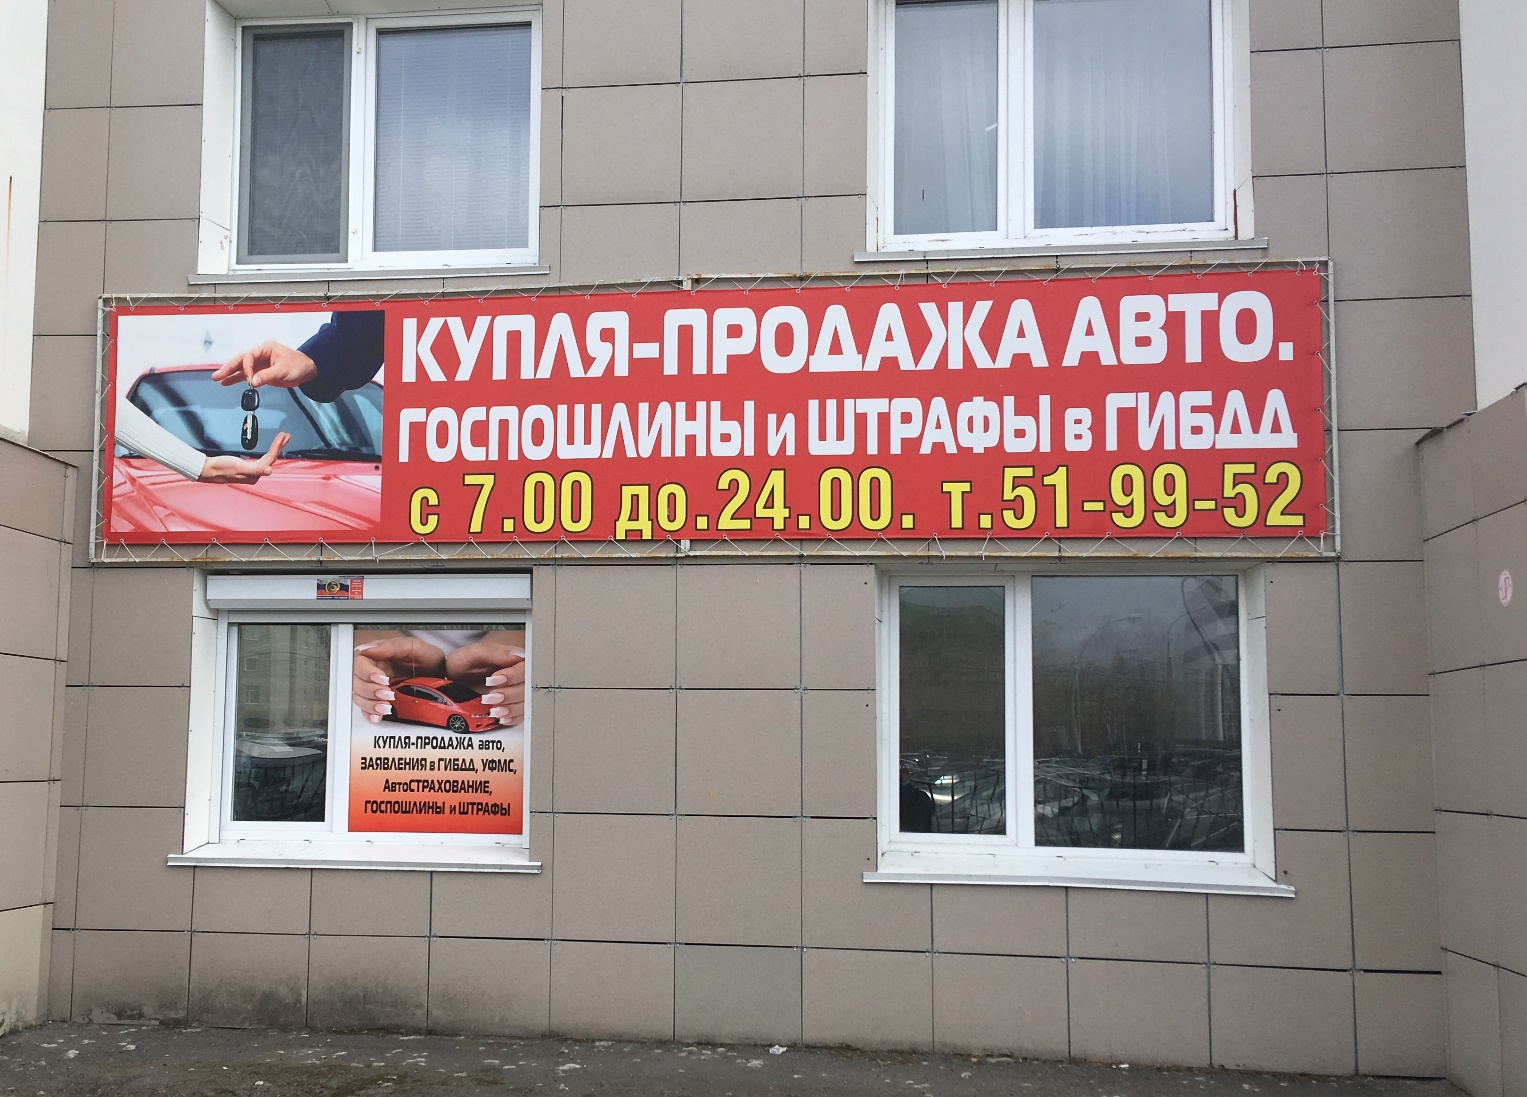 КУПЛЯ-ПРОДАЖА АВТО.
ГОСПОШЛИНЫ и ШТРАФЫ в ГИБДД
с 7.00 до.24.00. т.51-99-52
КУПЛЯ-ПРОДАЖА авто,
ЗАЯВЛЕНИЯ в ГИБДД, УФМС,
АвтоСТРАХОВАНИЕ,
ГОСПОШЛИНЫ и ШТРАФЫ